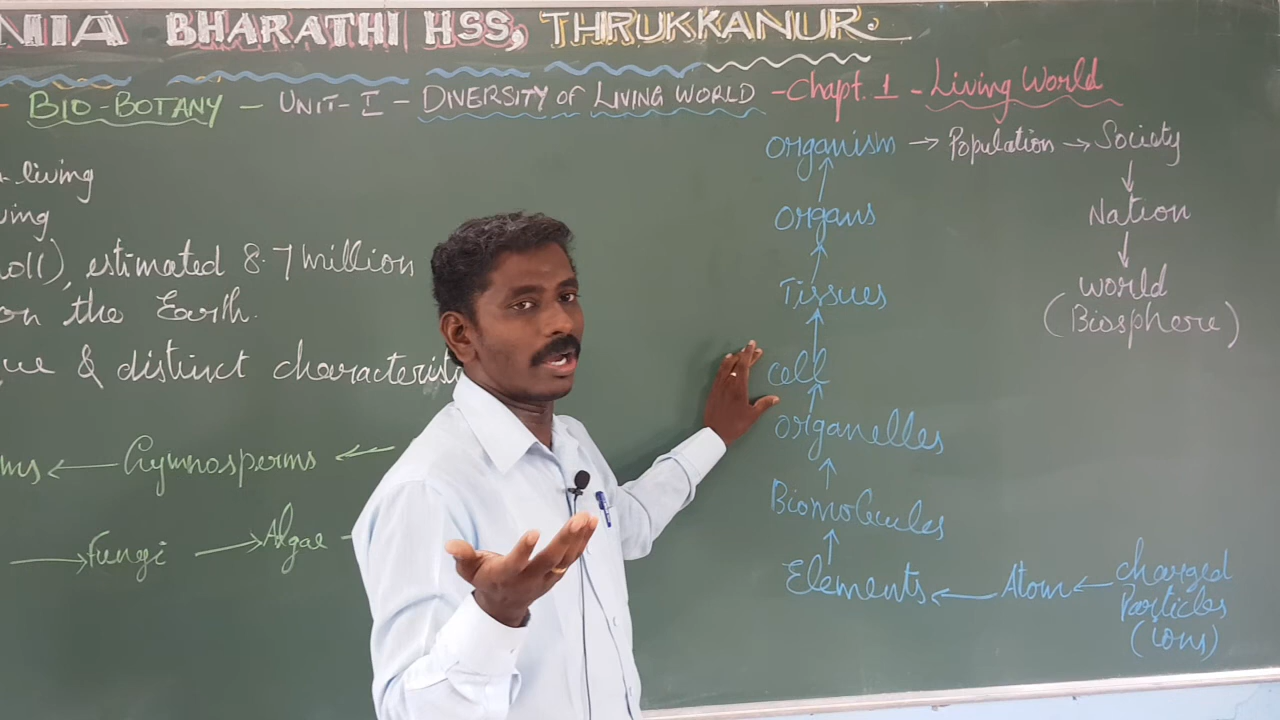 NIA BHARATHI HSS, THRUKKANUR.
- BIO-BOTANY - UNIT-I - DIVERSITY OF LIVING WORLD - Chapt. 1 - Living World
living
estimated 8.7 million
on the Earth.
& distinct characterist
ms ← Gymnosperms ←
→ Fungi → Algae -
Organism → Population → Society
↑
↓
Organs
Nation
↑
↓
Tissues
World
(Biosphere)
↑
cell
↑
Organelles
↑
Biomolecules
↑
Elements ← Atom ← charged
Particles
(Ions)